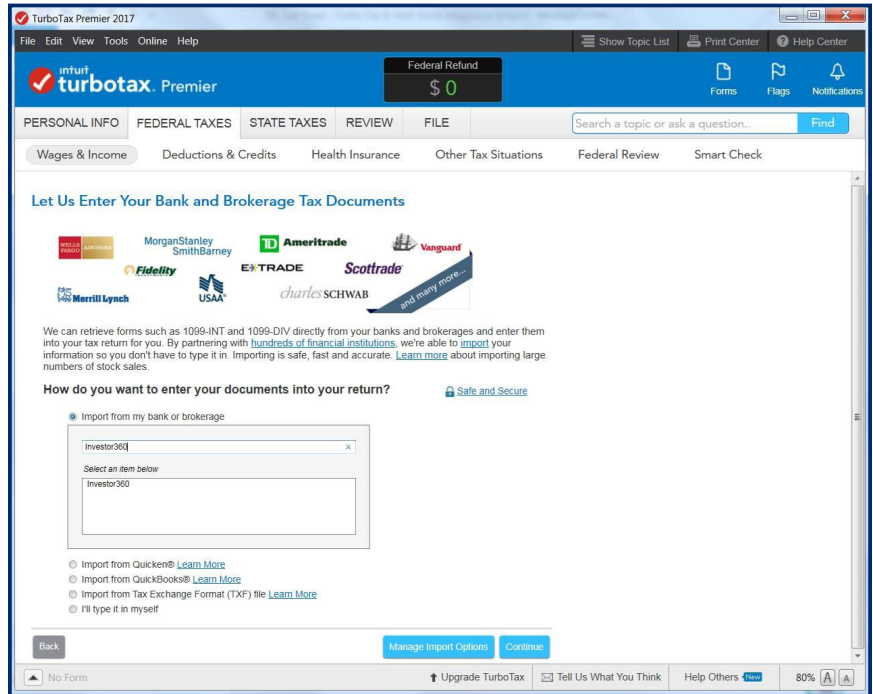 TurboTax Premier 2017
File Edit View Tools Online Help
Show Topic List
Print Center
Help Center
intuit
turbotax. Premier
Federal Refund
$ 0
Forms
Flags
Notifications
PERSONAL INFO
FEDERAL TAXES
STATE TAXES
REVIEW
FILE
Search a topic or ask a question..
Find
Wages & Income
Deductions & Credits
Health Insurance
Other Tax Situations
Federal Review
Smart Check
Let Us Enter Your Bank and Brokerage Tax Documents
WELLS FARGO ADVISORS
MorganStanley
SmithBarney
TD Ameritrade
Vanguard
Fidelity
E*TRADE
Scottrade
Merrill Lynch
USAA
charles SCHWAB
and many more...
We can retrieve forms such as 1099-INT and 1099-DIV directly from your banks and brokerages and enter them
into your tax return for you. By partnering with hundreds of financial institutions, we're able to import your
information so you don't have to type it in. Importing is safe, fast and accurate. Learn more about importing large
numbers of stock sales.
How do you want to enter your documents into your return?
Safe and Secure
Import from my bank or brokerage
Investor360
Select an item below
Investor360
Import from Quicken® Learn More
Import from QuickBooks® Learn More
Import from Tax Exchange Format (TXF) file Learn More
I'll type it in myself
Back
Manage Import Options
Continue
No Form
Upgrade TurboTax
Tell Us What You Think
Help Others New
80% A A